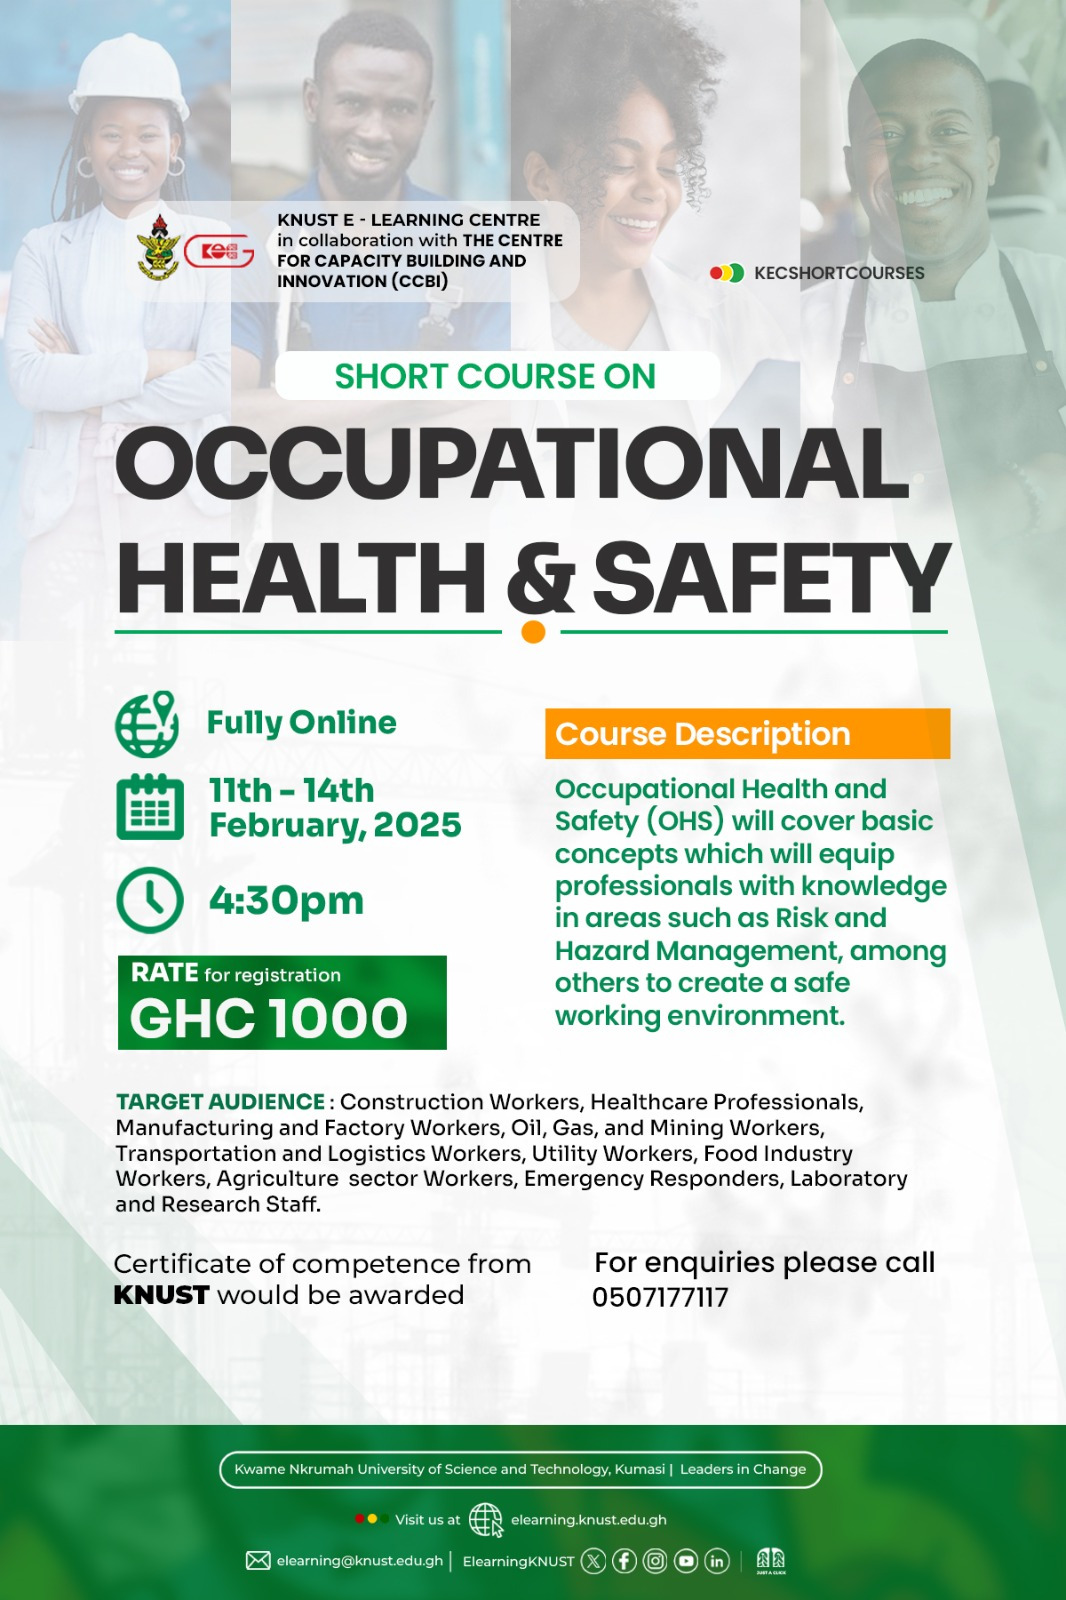 KNUST E - LEARNING CENTRE
in collaboration with THE CENTRE
FOR CAPACITY BUILDING AND
INNOVATION (CCBI)
KECSHORTCOURSES
SHORT COURSE ON
OCCUPATIONAL
HEALTH & SAFETY
Fully Online
11th - 14th
February, 2025
4:30pm
RATE for registration
GHC 1000
Course Description
Occupational Health and
Safety (OHS) will cover basic
concepts which will equip
professionals with knowledge
in areas such as Risk and
Hazard Management, among
others to create a safe
working environment.
TARGET AUDIENCE : Construction Workers, Healthcare Professionals,
Manufacturing and Factory Workers, Oil, Gas, and Mining Workers,
Transportation and Logistics Workers, Utility Workers, Food Industry
Workers, Agriculture sector Workers, Emergency Responders, Laboratory
and Research Staff.
Certificate of competence from
KNUST would be awarded
For enquiries please call
0507177117
Kwame Nkrumah University of Science and Technology, Kumasi | Leaders in Change
Visit us at elearning.knust.edu.gh
elearning@knust.edu.gh | ElearningKNUST
JUST A CLICK